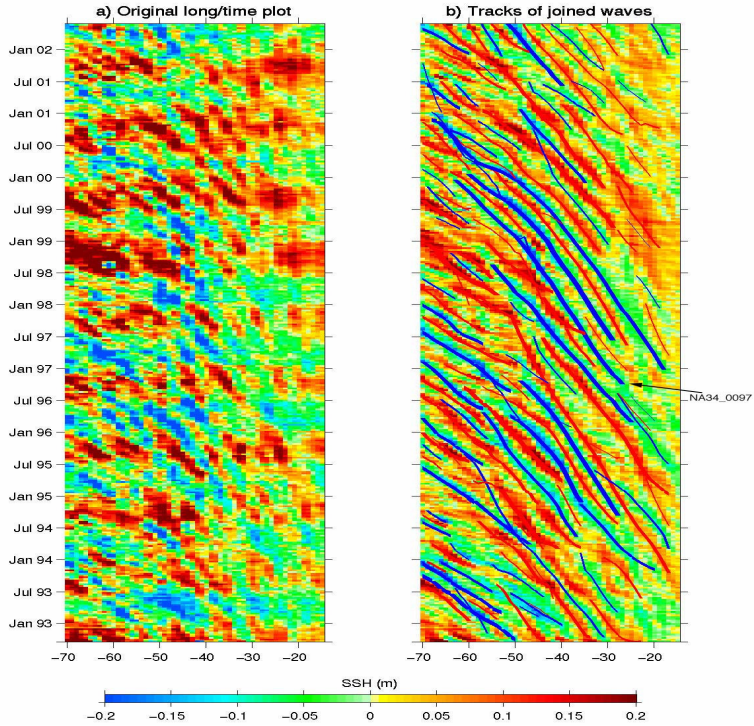 a) Original long/time plot
b) Tracks of joined waves
Jan 02
Jul 01
Jan 01
Jul 00
Jan 00
Jul 99
Jan 99
Jul 98
Jan 98
Jul 97
Jan 97
Jul 96
Jan 96
Jul 95
Jan 95
Jul 94
Jan 94
Jul 93
Jan 93
NA34_0097
−70 −60 −50 −40 −30 −20
−70 −60 −50 −40 −30 −20
SSH (m)
−0.2 −0.15 −0.1 −0.05 0 0.05 0.1 0.15 0.2